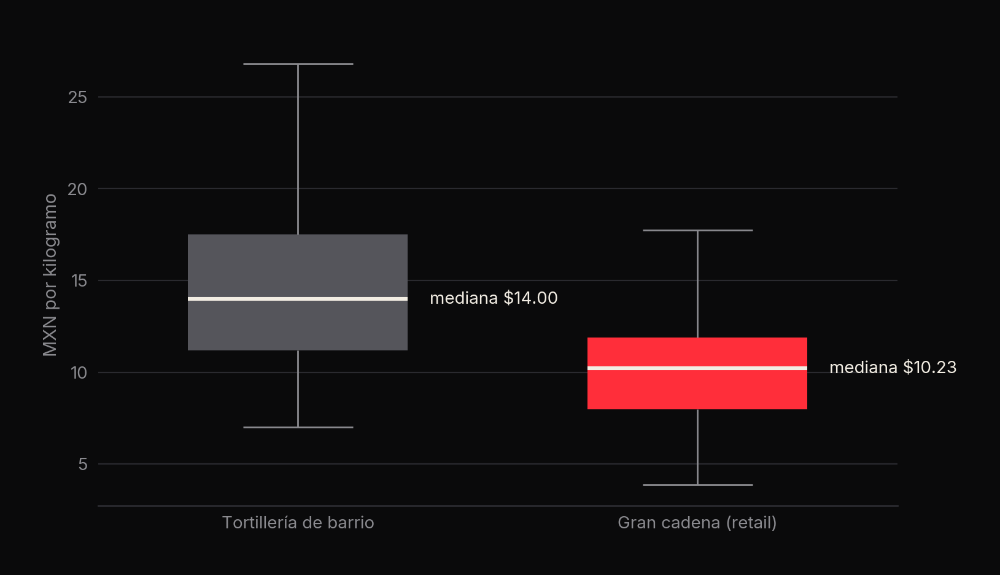 MXN por kilogramo
25
20
15
10
5
mediana $14.00
mediana $10.23
Tortillería de barrio
Gran cadena (retail)